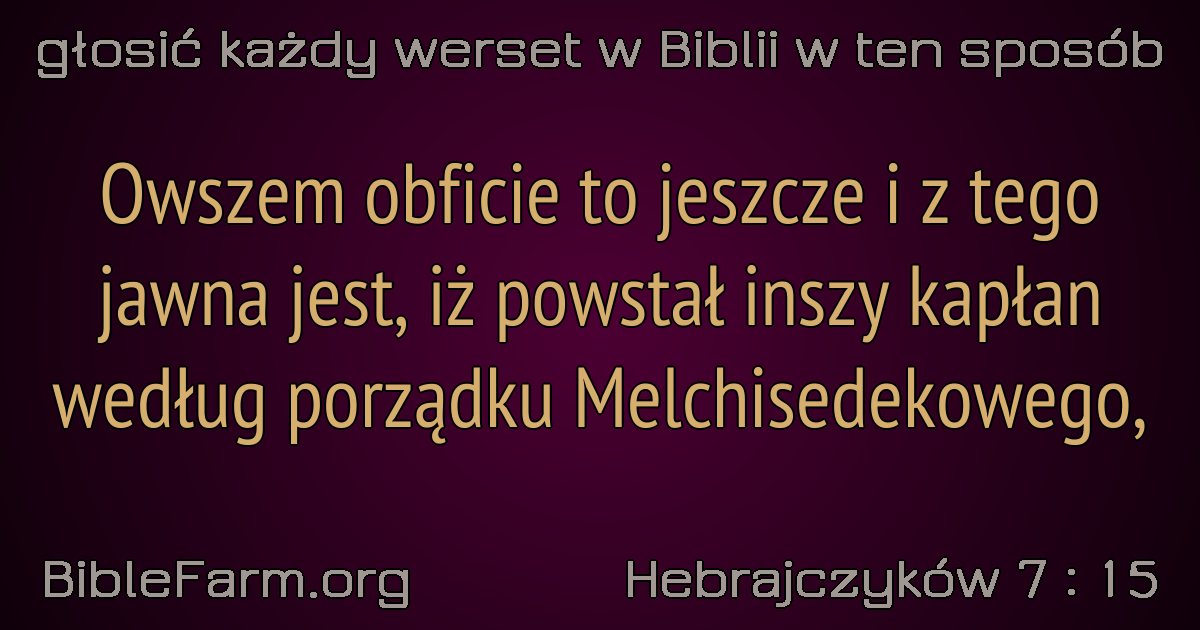 głosić każdy werset w Biblii w ten sposób
Owszem obficie to jeszcze i z tego
jawna jest, iż powstał inszy kapłan
według porządku Melchisedekowego,
BibleFarm.org
Hebrajczyków 7 : 15